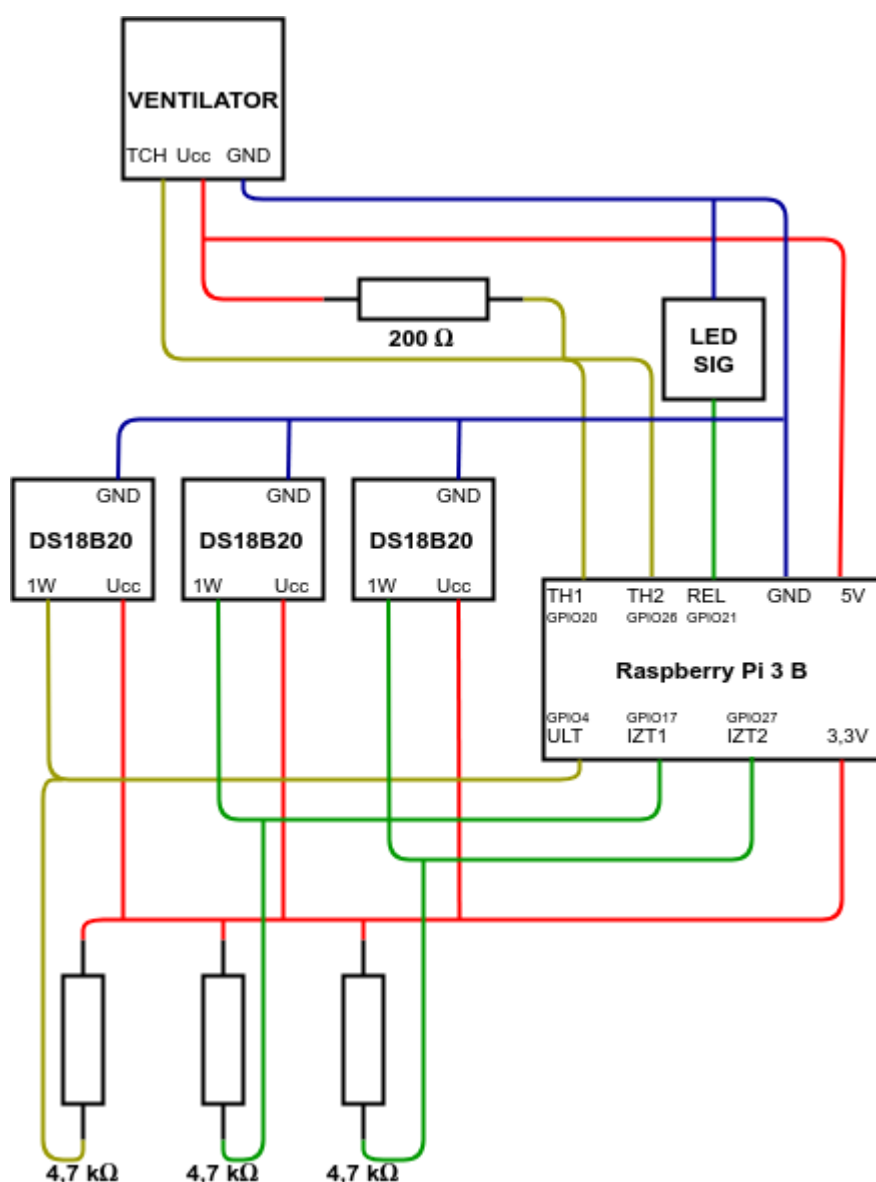 VENTILATOR
TCH Ucc GND
200 Ω
LED
SIG
GND GND GND
DS18B20 DS18B20 DS18B20
1W Ucc 1W Ucc 1W Ucc
TH1 TH2 REL GND 5V
GPIO20 GPIO26 GPIO21
Raspberry Pi 3 B
GPIO4 GPIO17 GPIO27
ULT IZT1 IZT2 3,3V
4,7 kΩ 4,7 kΩ 4,7 kΩ